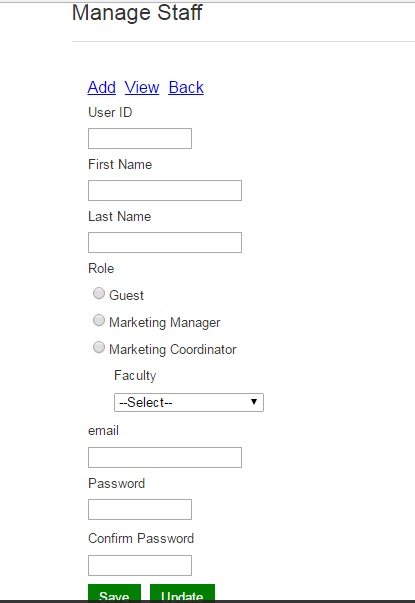 Manage Staff
Add View Back
User ID
First Name
Last Name
Role
Guest
Marketing Manager
Marketing Coordinator
Faculty
--Select--
email
Password
Confirm Password
Save Update